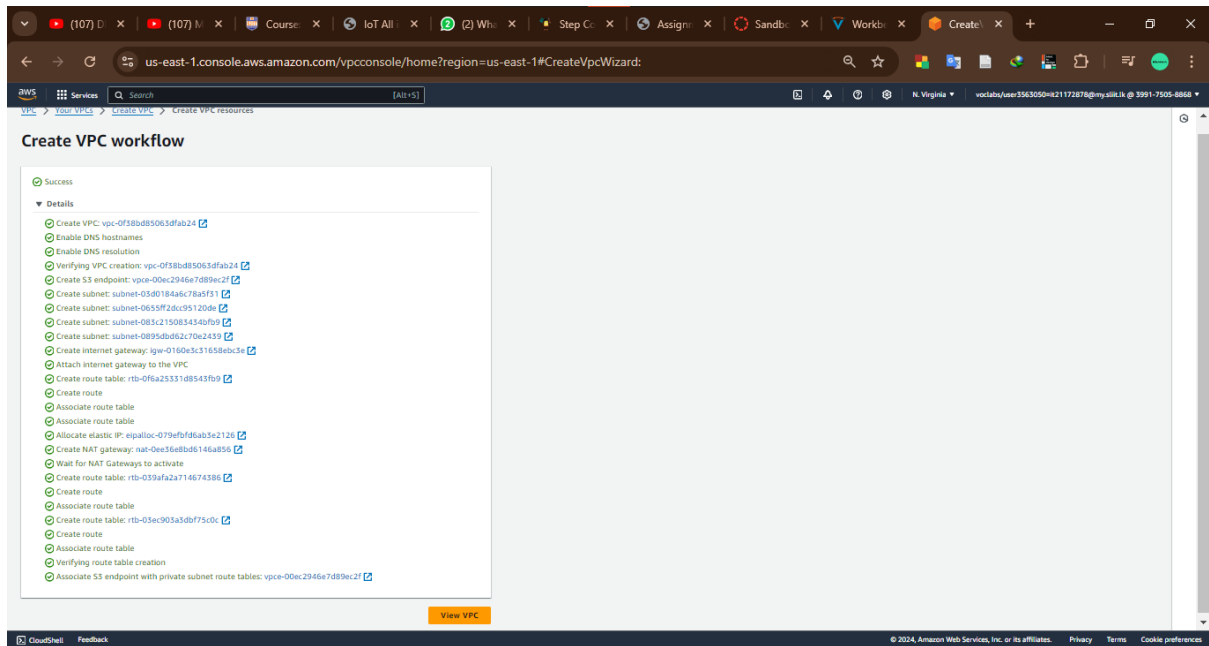 (107) D
(107) M
Course:
IoT All i
(2) Wha
Step Co
Assignm
Sandbo
Workbe
Create\
us-east-1.console.aws.amazon.com/vpcconsole/home?region=us-east-1#CreateVpcWizard:
aws
Services
Search
[Alt+S]
N. Virginia
voclabs/user3563050=it21172878@my.sliit.lk @ 3991-7505-8868
VPC > Your VPCs > Create VPC > Create VPC resources
Create VPC workflow
Success
Details
Create VPC: vpc-0f38bd85063dfab24
Enable DNS hostnames
Enable DNS resolution
Verifying VPC creation: vpc-0f38bd85063dfab24
Create S3 endpoint: vpce-00ec2946e7d89ec2f
Create subnet: subnet-03d0184a6c78a5f31
Create subnet: subnet-0655ff2dcc95120de
Create subnet: subnet-083c215083434bfb9
Create subnet: subnet-0895dbd62c70e2439
Create internet gateway: igw-0160e3c31658ebc3e
Attach internet gateway to the VPC
Create route table: rtb-0f6a25331d8543fb9
Create route
Associate route table
Associate route table
Allocate elastic IP: eipalloc-079efbfd6ab3e2126
Create NAT gateway: nat-0ee36e8bd6146a856
Wait for NAT Gateways to activate
Create route table: rtb-039afa2a714674386
Create route
Associate route table
Create route table: rtb-03ec903a3dbf75c0c
Create route
Associate route table
Verifying route table creation
Associate S3 endpoint with private subnet route tables: vpce-00ec2946e7d89ec2f
View VPC
CloudShell
Feedback
© 2024, Amazon Web Services, Inc. or its affiliates.
Privacy
Terms
Cookie preferences